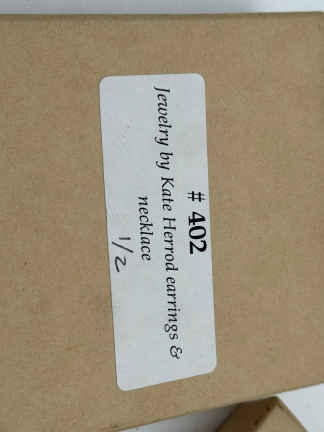 # 402
Jewelry by Kate Herrod earrings &
necklace
1/2